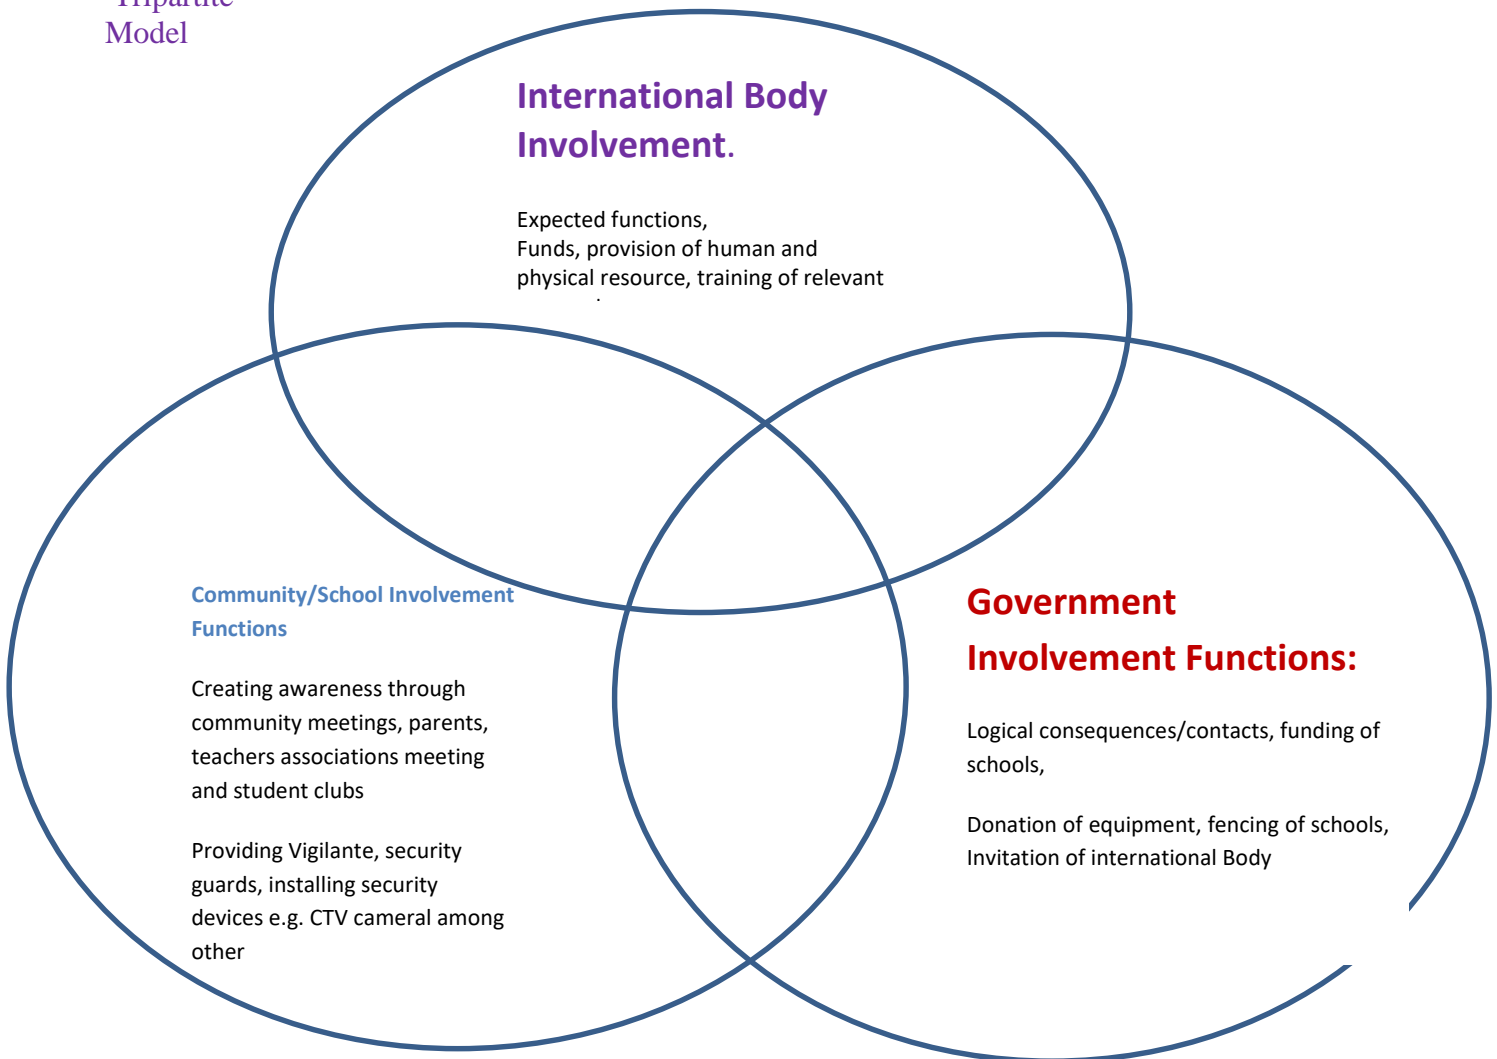 Tripartite
Model
International Body
Involvement.
Expected functions,
Funds, provision of human and
physical resource, training of relevant
Community/School Involvement
Functions
Creating awareness through
community meetings, parents,
teachers associations meeting
and student clubs
Providing Vigilante, security
guards, installing security
devices e.g. CTV cameral among
other
Government
Involvement Functions:
Logical consequences/contacts, funding of
schools,
Donation of equipment, fencing of schools,
Invitation of international Body